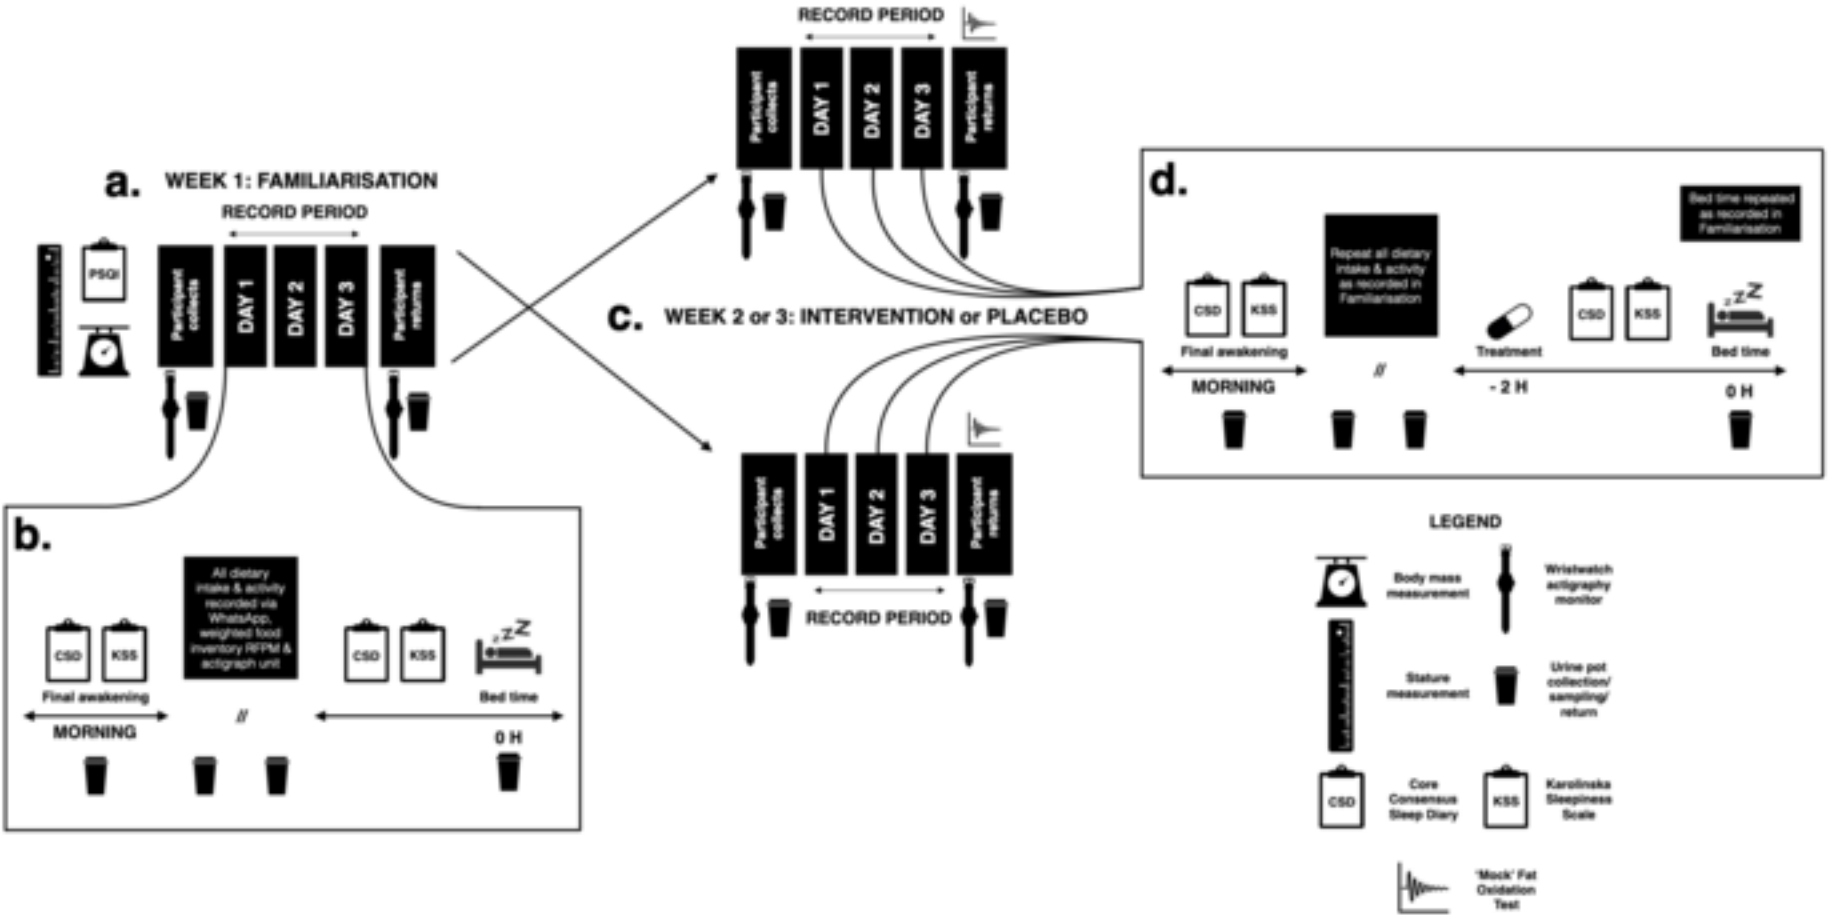 a.
WEEK 1: FAMILIARISATION
RECORD PERIOD
PSQI
Participant
collects
DAY 1
DAY 2
DAY 3
Participant
returns
b.
All dietary
intake & activity
recorded via
WhatsApp,
weighted food
inventory RFPM &
actigraph unit
CSD
KSS
CSD
KSS
zZZ
Final awakening
Bed time
MORNING
//
0 H
RECORD PERIOD
Participant
collects
DAY 1
DAY 2
DAY 3
Participant
returns
c.
WEEK 2 or 3: INTERVENTION or PLACEBO
Participant
collects
DAY 1
DAY 2
DAY 3
Participant
returns
RECORD PERIOD
d.
Bed time repeated
as recorded in
Familiarisation
Repeat all dietary
intake & activity
as recorded in
Familiarisation
CSD
KSS
CSD
KSS
zZZ
Final awakening
Treatment
Bed time
MORNING
//
- 2 H
0 H
LEGEND
Body mass
measurement
Wristwatch
actigraphy
monitor
Stature
measurement
Urine pot
collection/
sampling/
return
CSD
Core
Consensus
Sleep Diary
KSS
Karolinska
Sleepiness
Scale
'Mock' Fat
Oxidation
Test